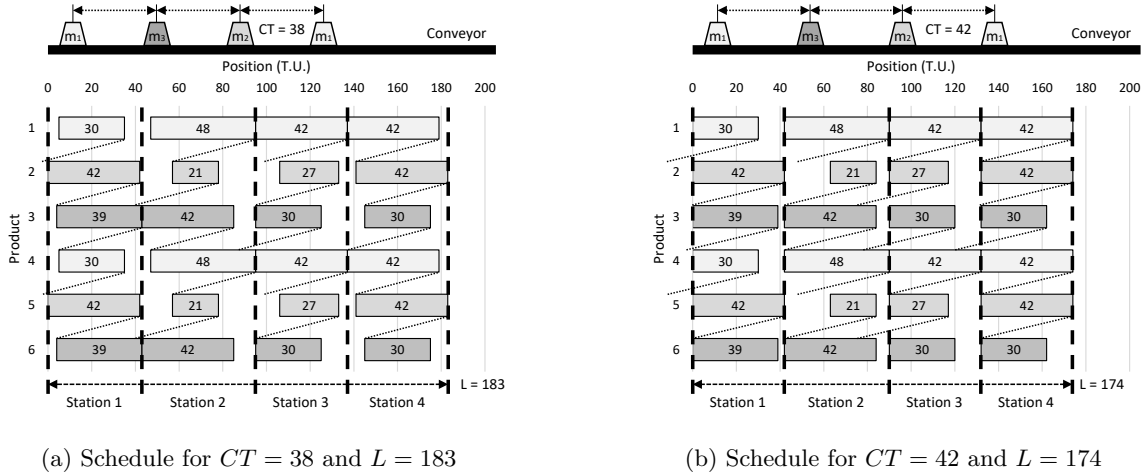 m1 m3 m2 CT = 38 m1 Conveyor
Position (T.U.)
0 20 40 60 80 100 120 140 160 180 200
Product
1 30 48 42 42
2 42 21 27 42
3 39 42 30 30
4 30 48 42 42
5 42 21 27 42
6 39 42 30 30
L = 183
Station 1 Station 2 Station 3 Station 4
(a) Schedule for CT = 38 and L = 183
m1 m3 m2 CT = 42 m1 Conveyor
Position (T.U.)
0 20 40 60 80 100 120 140 160 180 200
Product
1 30 48 42 42
2 42 21 27 42
3 39 42 30 30
4 30 48 42 42
5 42 21 27 42
6 39 42 30 30
L = 174
Station 1 Station 2 Station 3 Station 4
(b) Schedule for CT = 42 and L = 174